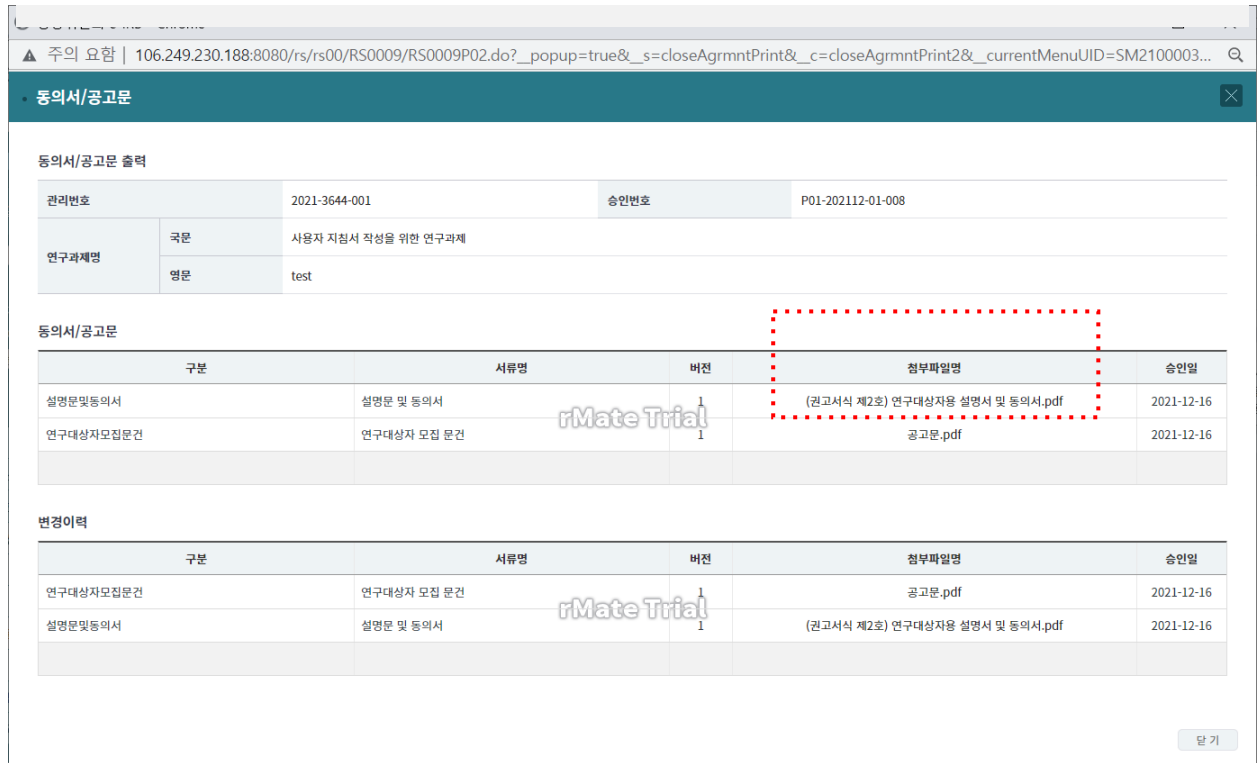 주의 요함 | 106.249.230.188:8080/rs/rs00/RS0009/RS0009P02.do?__popup=true&__s=closeAgrmntPrint&__c=closeAgrmntPrint2&__currentMenuUID=SM2100003...
동의서/공고문
동의서/공고문 출력
관리번호 2021-3644-001 승인번호 P01-202112-01-008
연구과제명
국문 사용자 지침서 작성을 위한 연구과제
영문 test
동의서/공고문
구분 서류명 버전 첨부파일명 승인일
설명문및동의서 설명문 및 동의서 1 (권고서식 제2호) 연구대상자용 설명서 및 동의서.pdf 2021-12-16
rMate Trial
연구대상자모집문건 연구대상자 모집 문건 1 공고문.pdf 2021-12-16
변경이력
구분 서류명 버전 첨부파일명 승인일
연구대상자모집문건 연구대상자 모집 문건 1 공고문.pdf 2021-12-16
rMate Trial
설명문및동의서 설명문 및 동의서 1 (권고서식 제2호) 연구대상자용 설명서 및 동의서.pdf 2021-12-16
닫 기